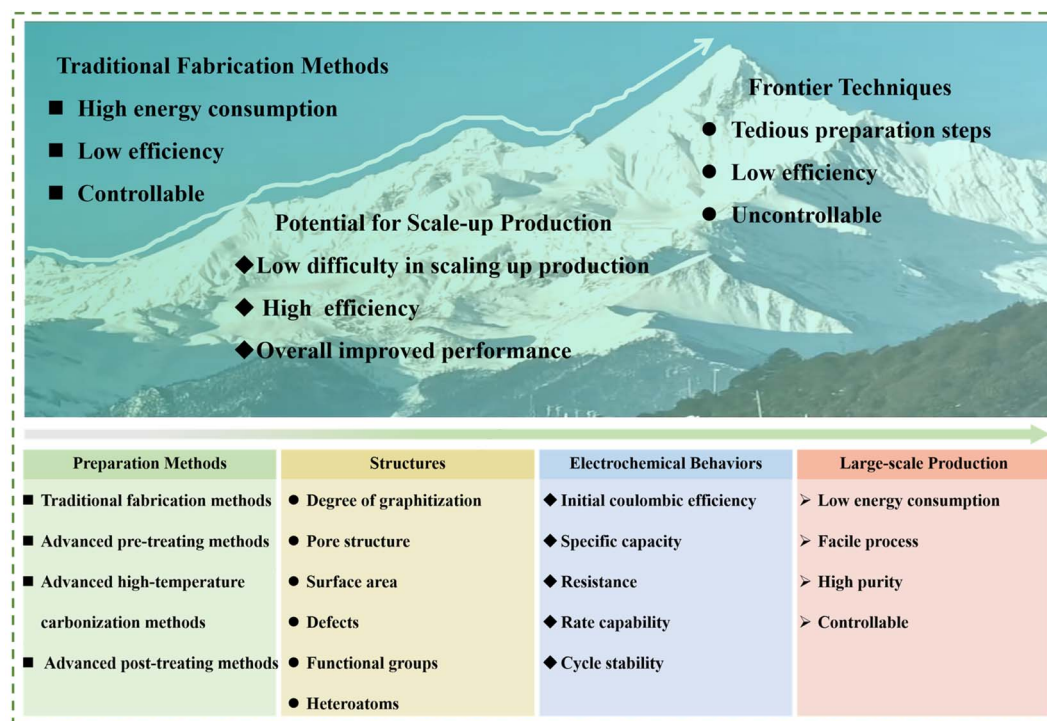 Traditional Fabrication Methods
■ High energy consumption
■ Low efficiency
■ Controllable
Frontier Techniques
● Tedious preparation steps
● Low efficiency
● Uncontrollable
Potential for Scale-up Production
◆Low difficulty in scaling up production
◆ High efficiency
◆Overall improved performance
Preparation Methods
■ Traditional fabrication methods
■ Advanced pre-treating methods
■ Advanced high-temperature
carbonization methods
■ Advanced post-treating methods
Structures
● Degree of graphitization
● Pore structure
● Surface area
● Defects
● Functional groups
● Heteroatoms
Electrochemical Behaviors
◆ Initial coulombic efficiency
◆ Specific capacity
◆ Resistance
◆ Rate capability
◆ Cycle stability
Large-scale Production
➢ Low energy consumption
➢ Facile process
➢ High purity
➢ Controllable